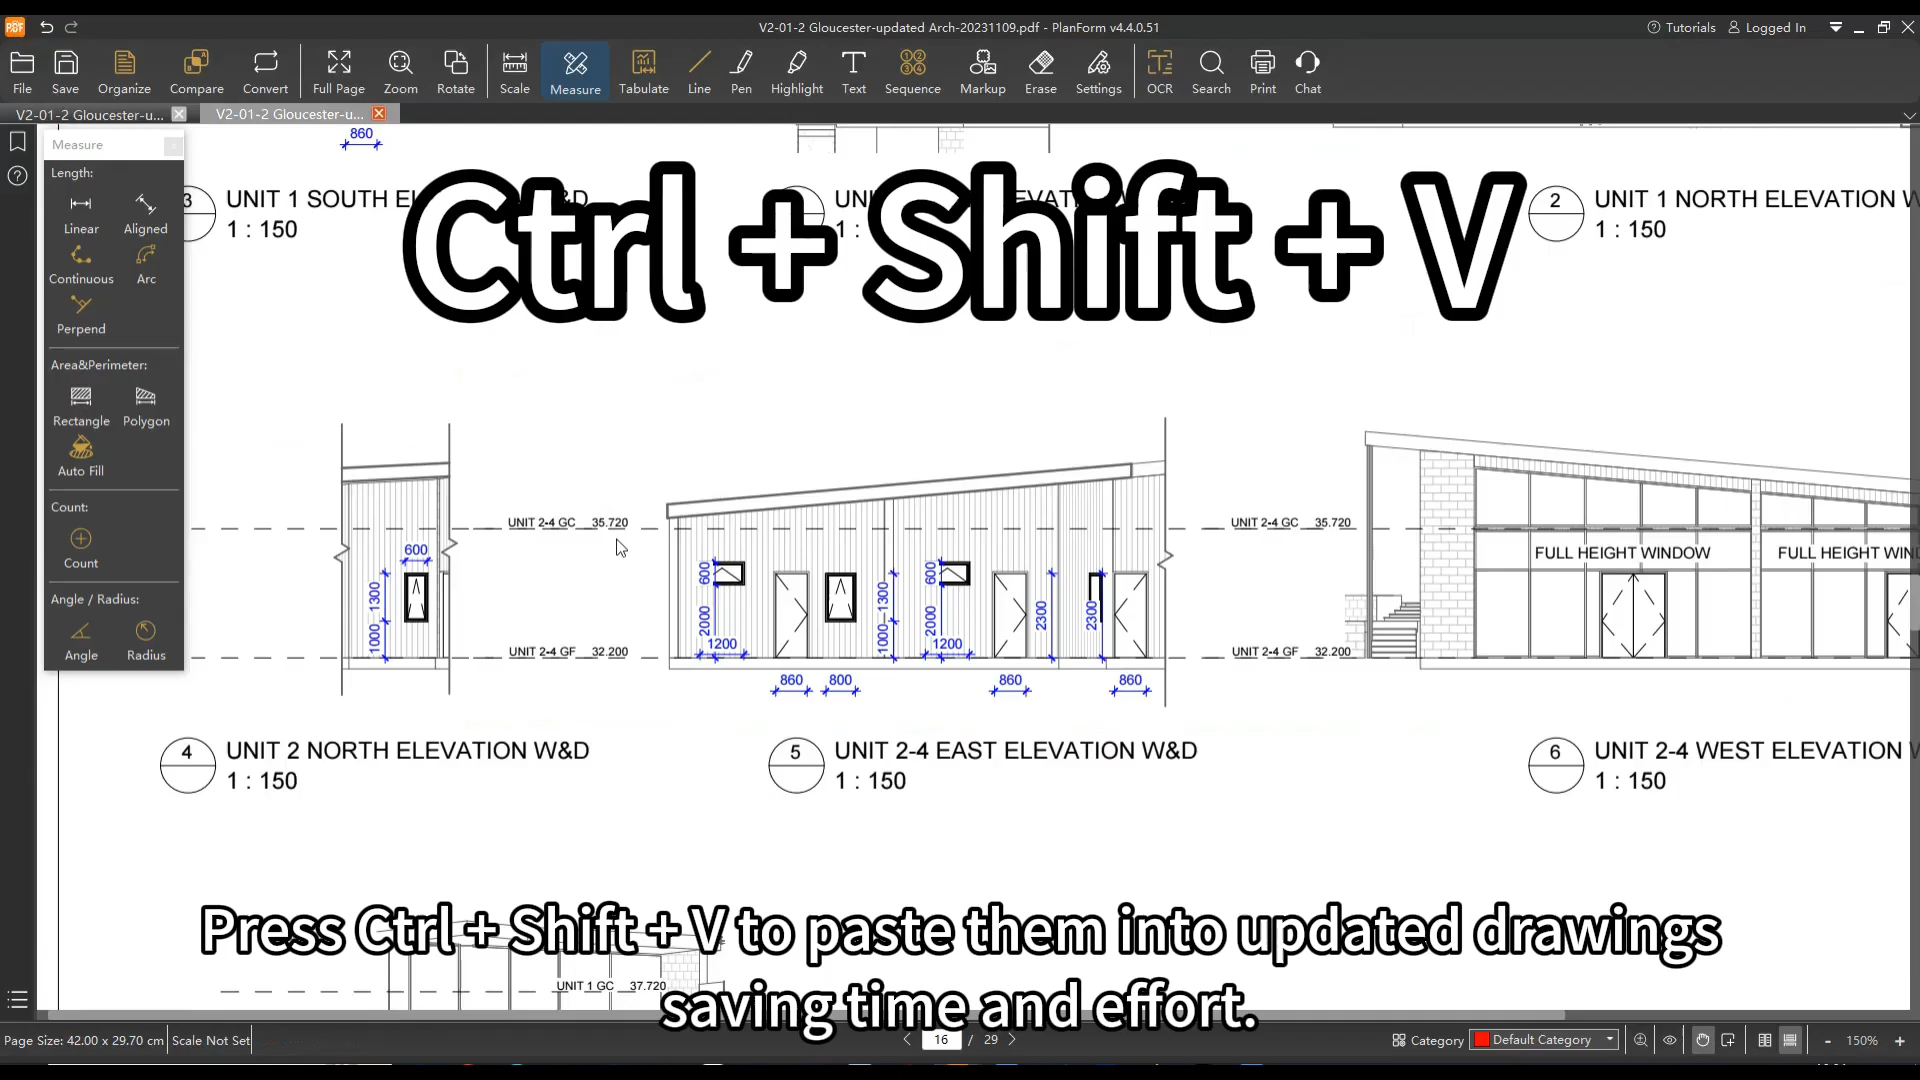 V2-01-2 Gloucester-updated Arch-20231109.pdf - PlanForm v4.4.0.51
Tutorials
Logged In
File
Save
Organize
Compare
Convert
Full Page
Zoom
Rotate
Scale
Measure
Tabulate
Line
Pen
Highlight
Text
Sequence
Markup
Erase
Settings
OCR
Search
Print
Chat
V2-01-2 Gloucester-u...
V2-01-2 Gloucester-u...
Measure
Length:
Linear
Aligned
Continuous
Arc
Perpend
Area&Perimeter:
Rectangle
Polygon
Auto Fill
Count:
Count
Angle / Radius:
Angle
Radius
860
Ctrl + Shift + V
3
UNIT 1 SOUTH EL
1 : 150
1 :
2
UNIT 1 NORTH ELEVATION W
1 : 150
UNIT 2-4 GC 35.720
UNIT 2-4 GC 35.720
600
1300
1000
600
2000
1200
1300
1000
600
2000
1200
2300
2300
FULL HEIGHT WINDOW
FULL HEIGHT WIN
UNIT 2-4 GF 32.200
UNIT 2-4 GF 32.200
860
800
860
860
4
UNIT 2 NORTH ELEVATION W&D
1 : 150
5
UNIT 2-4 EAST ELEVATION W&D
1 : 150
6
UNIT 2-4 WEST ELEVATION W
1 : 150
Press Ctrl + Shift + V to paste them into updated drawings
saving time and effort.
UNIT 1 GC 37.720
Page Size: 42.00 x 29.70 cm
Scale Not Set
16 / 29
Category
Default Category
150%